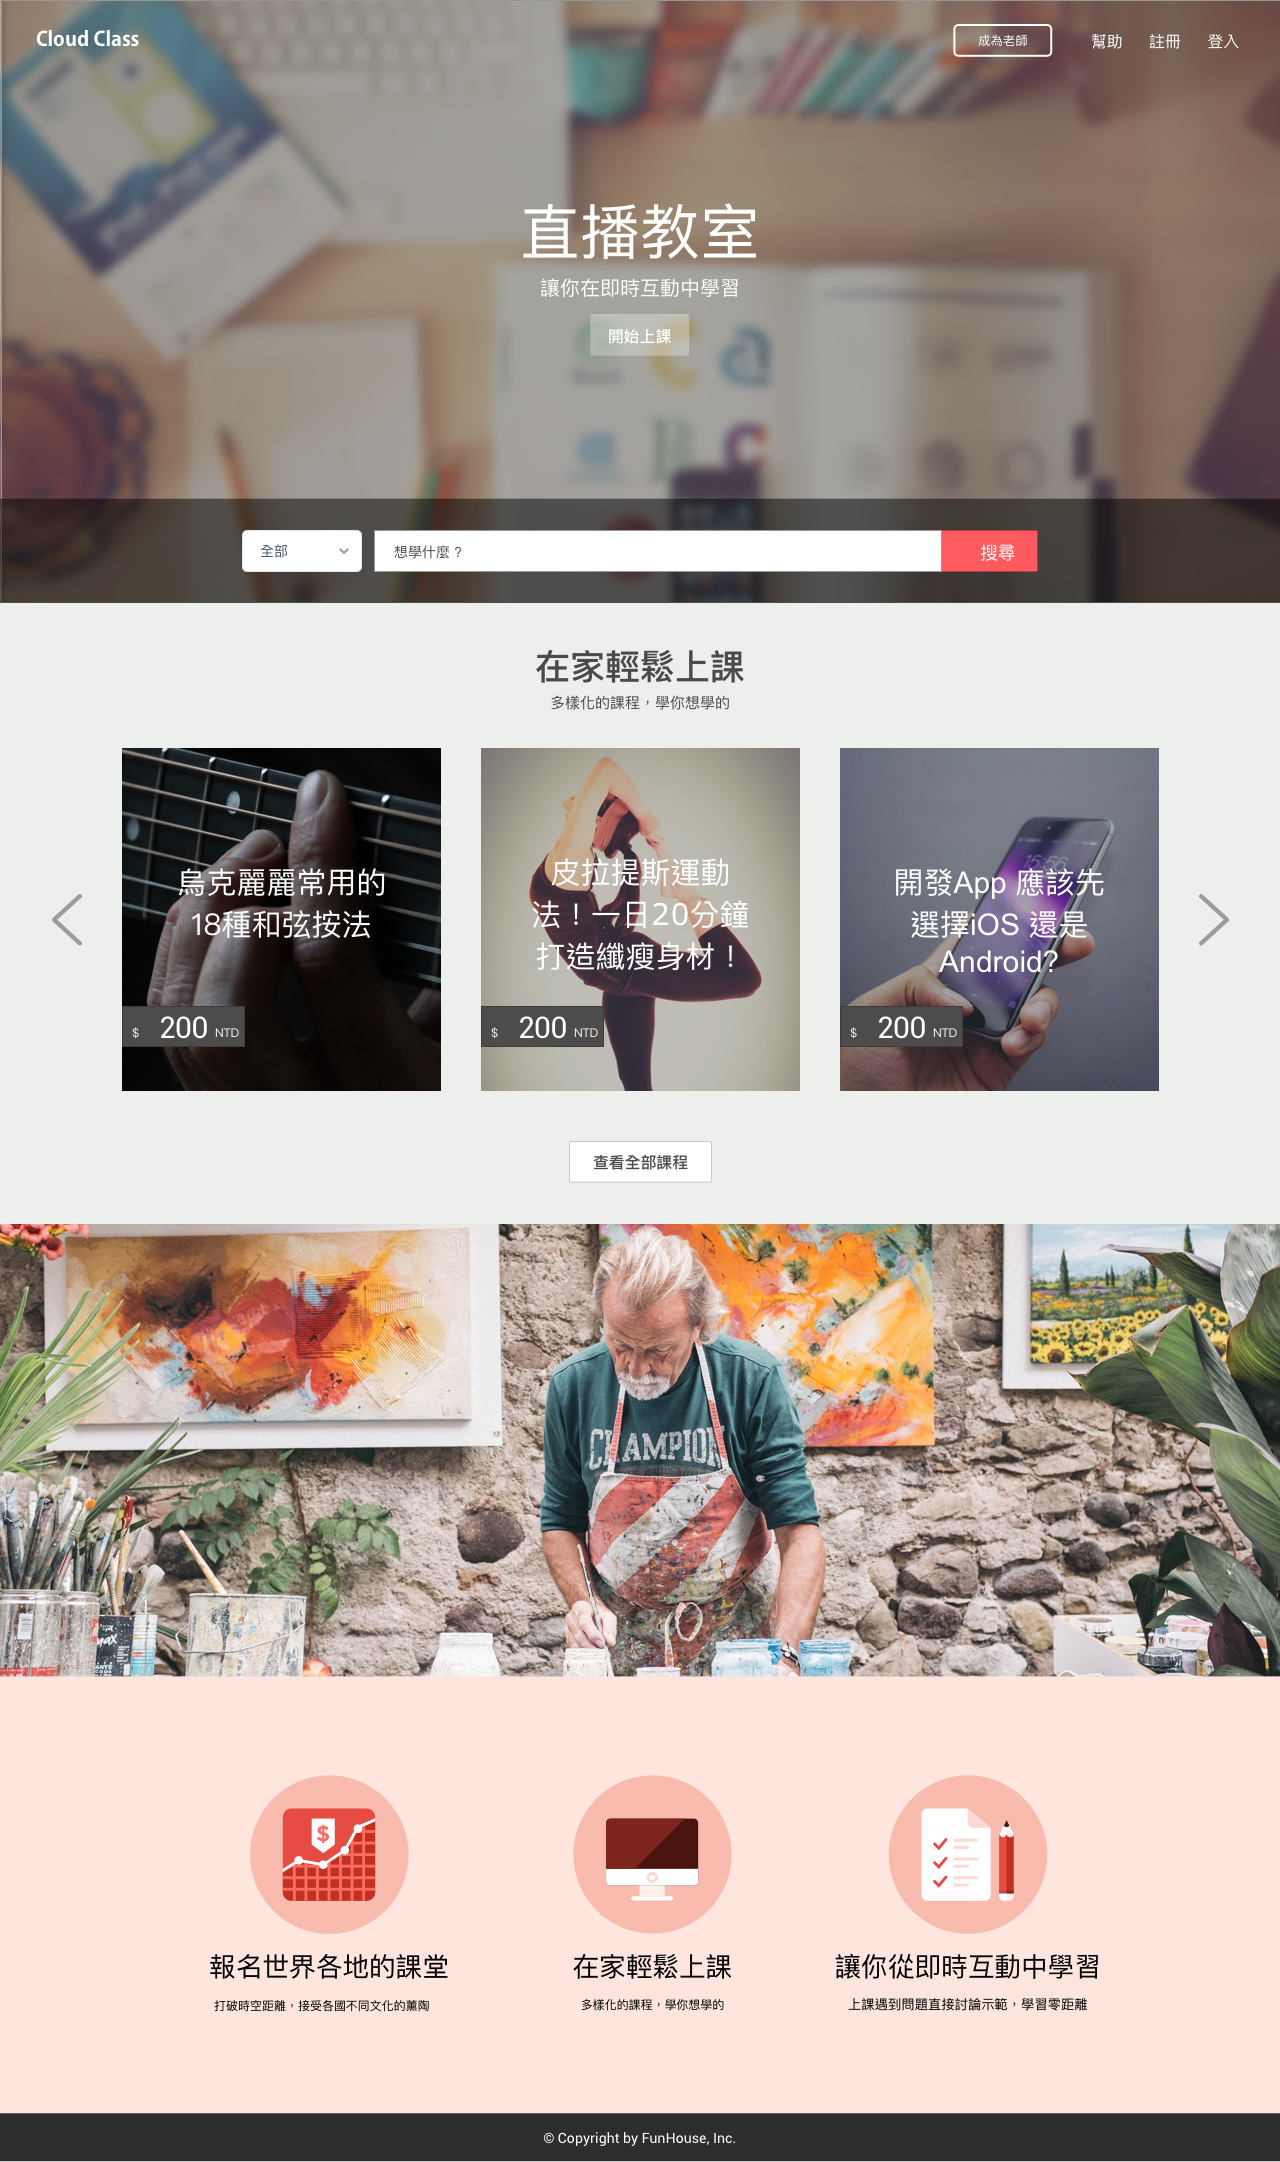 Cloud Class
成為老師
幫助 註冊 登入
直播教室
讓你在即時互動中學習
開始上課
全部
想學什麼？
搜尋
在家輕鬆上課
多樣化的課程，學你想學的
烏克麗麗常用的
18種和弦按法
$ 200 NTD
皮拉提斯運動
法！一日20分鐘
打造纖瘦身材！
$ 200 NTD
15:56
開發App 應該先
選擇iOS 還是
Android?
$ 200 NTD
查看全部課程
CHAMPION
max
報名世界各地的課堂
打破時空距離，接受各國不同文化的薰陶
在家輕鬆上課
多樣化的課程，學你想學的
讓你從即時互動中學習
上課遇到問題直接討論示範，學習零距離
© Copyright by FunHouse, Inc.